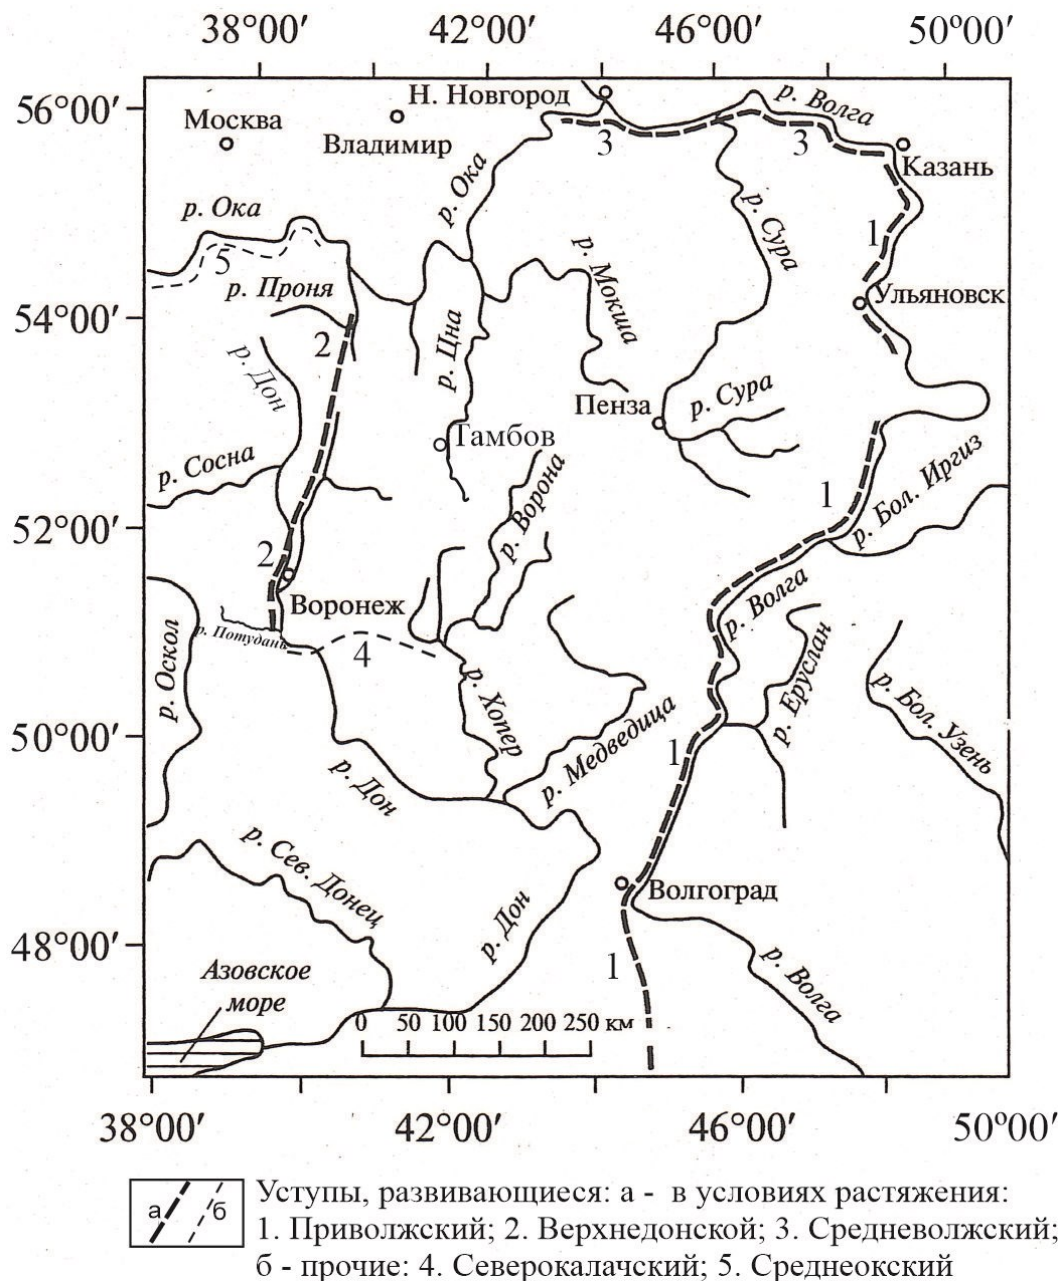 38°00′ 42°00′ 46°00′ 50°00′
56°00′
Н. Новгород
р. Волга
Москва
Владимир
3
3
Казань
р. Ока
р. Ока
р. Сура
1
5
р. Мокша
р. Проня
Ульяновск
54°00′
2
р. Цна
р. Дон
Пенза
р. Сура
Гамбов
р. Сосна
р. Ворона
1
р. Бол. Иргиз
52°00′
2
Воронеж
р. Волга
р. Потудань
4
р. Оскол
р. Хопер
р. Еруслан
р. Бол. Узень
50°00′
1
р. Медведица
р. Дон
р. Сев. Донец
Волгоград
р. Дон
48°00′
1
р. Волга
Азовское
море
0 50 100 150 200 250 км
38°00′ 42°00′ 46°00′ 50°00′
а б Уступы, развивающиеся: а - в условиях растяжения:
1. Приволжский; 2. Верхнедонской; 3. Средневолжский;
б - прочие: 4. Северокалачский; 5. Среднеокский